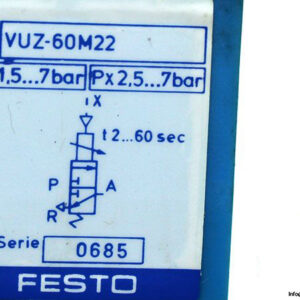 VUZ-60M22
1,5...7bar Px 2,5...7bar
X
t 2...60 sec
P A
R
Serie 0685
FESTO